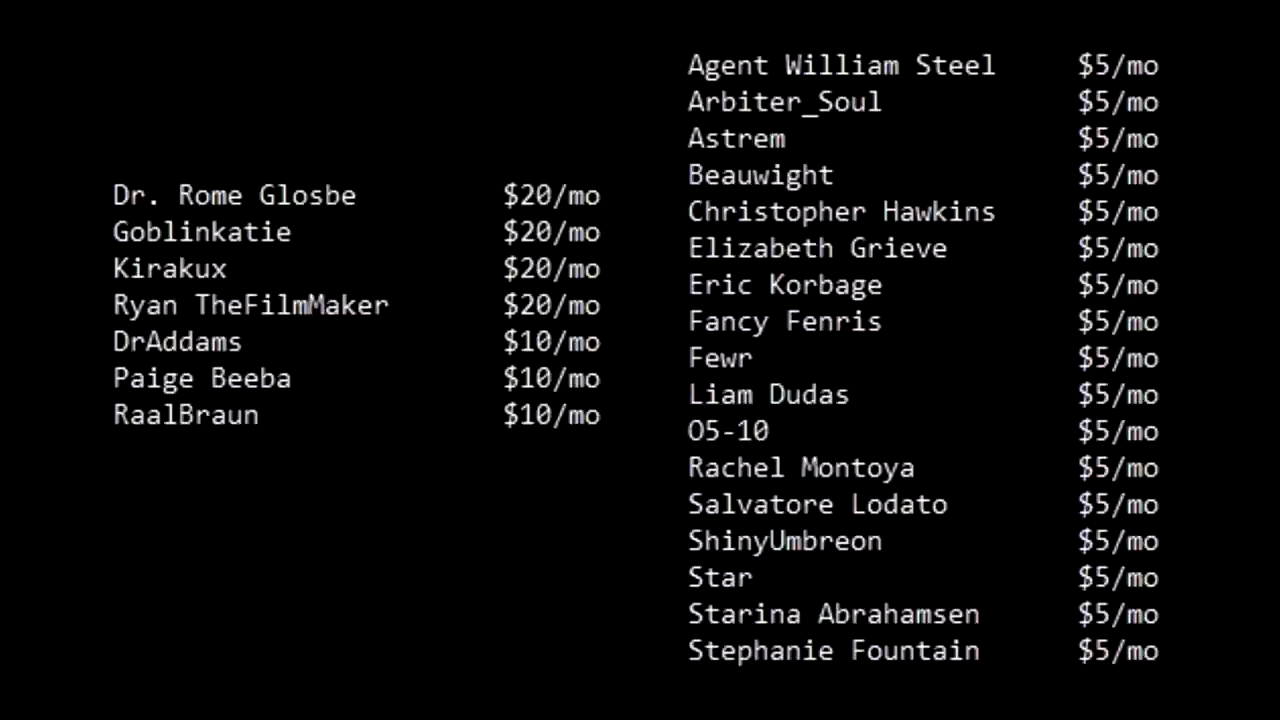 Dr. Rome Glosbe $20/mo
Goblinkatie $20/mo
Kirakux $20/mo
Ryan TheFilmMaker $20/mo
DrAddams $10/mo
Paige Beeba $10/mo
RaalBraun $10/mo
Agent William Steel $5/mo
Arbiter_Soul $5/mo
Astrem $5/mo
Beauwight $5/mo
Christopher Hawkins $5/mo
Elizabeth Grieve $5/mo
Eric Korbage $5/mo
Fancy Fenris $5/mo
Fewr $5/mo
Liam Dudas $5/mo
O5-10 $5/mo
Rachel Montoya $5/mo
Salvatore Lodato $5/mo
ShinyUmbreon $5/mo
Star $5/mo
Starina Abrahamsen $5/mo
Stephanie Fountain $5/mo